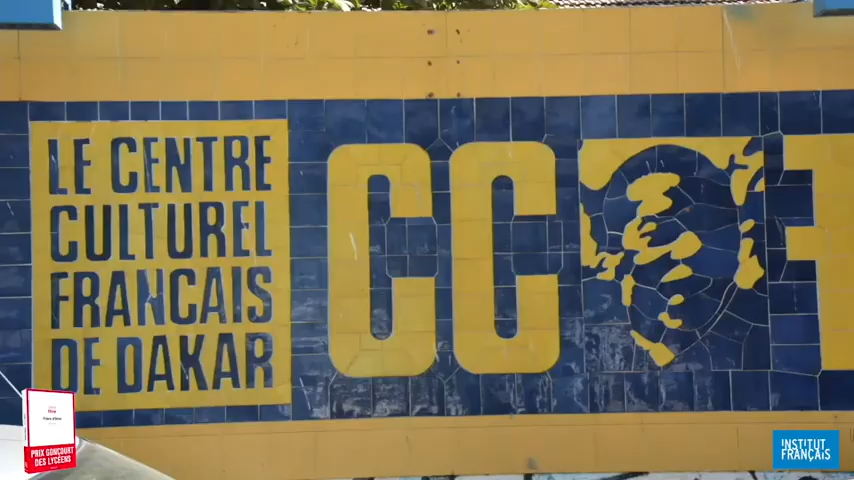 LE CENTRE
CULTUREL
FRANCAIS
DE DAKAR
CC
PRIX GONCOURT
DES LYCÉENS
INSTITUT
FRANÇAIS